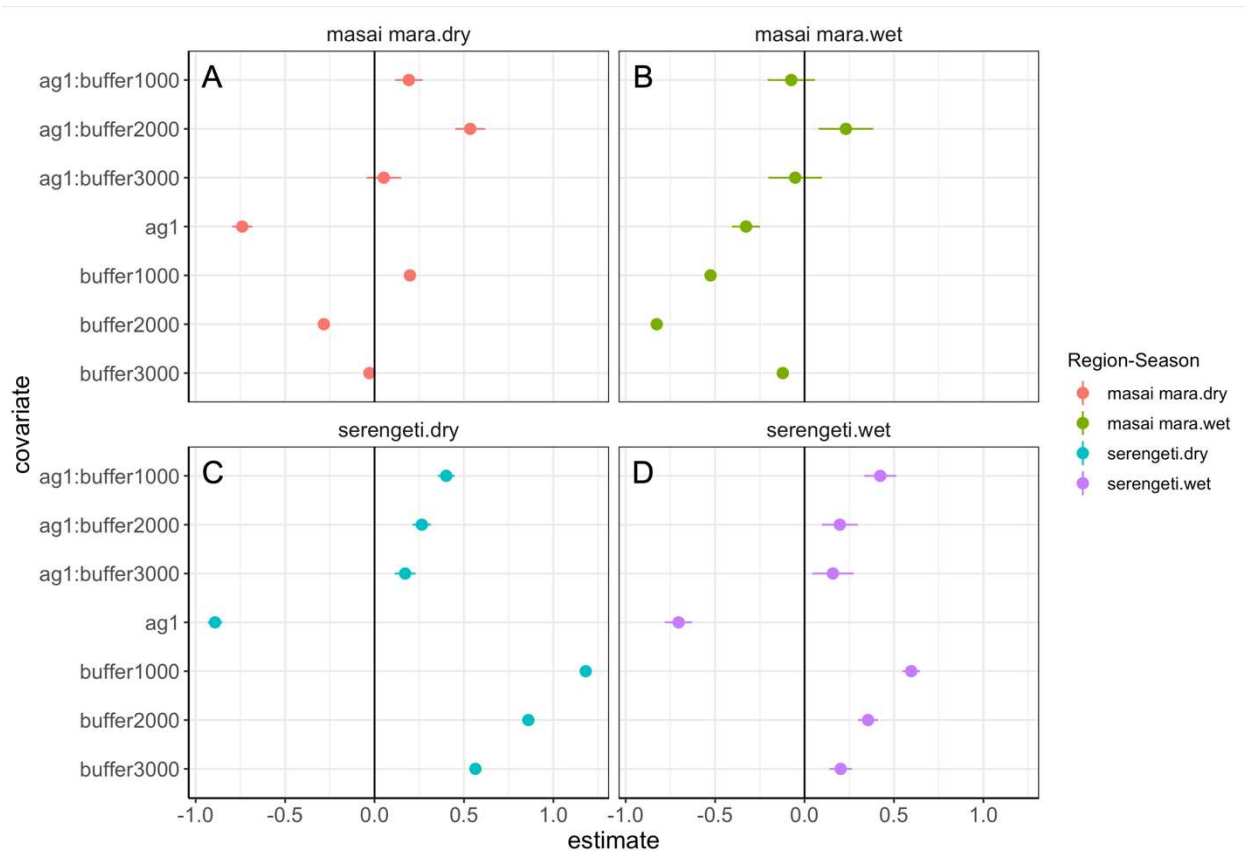 masai mara.dry
masai mara.wet
A
B
ag1:buffer1000
ag1:buffer2000
ag1:buffer3000
ag1
buffer1000
buffer2000
buffer3000
serengeti.dry
serengeti.wet
C
D
ag1:buffer1000
ag1:buffer2000
ag1:buffer3000
ag1
buffer1000
buffer2000
buffer3000
covariate
-1.0 -0.5 0.0 0.5 1.0
-1.0 -0.5 0.0 0.5 1.0
estimate
Region-Season
masai mara.dry
masai mara.wet
serengeti.dry
serengeti.wet